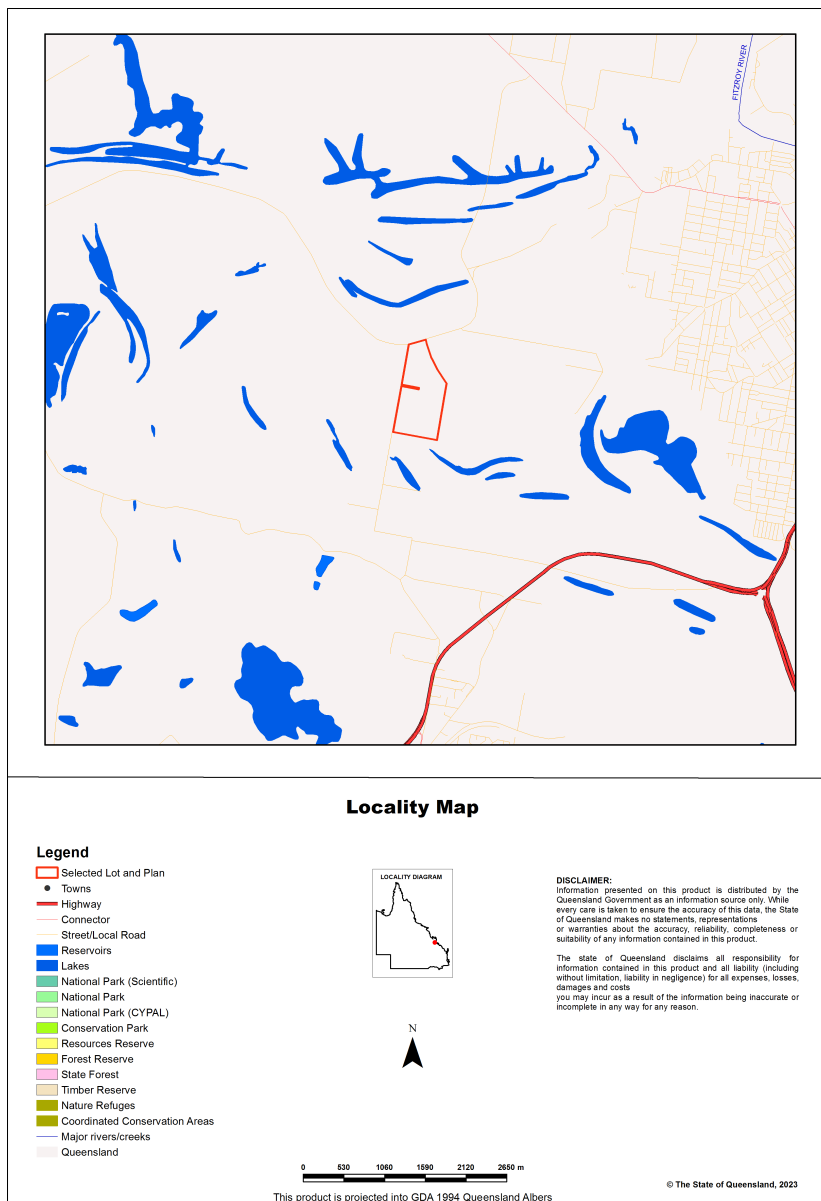 FITZROY RIVER
Locality Map
Legend
Selected Lot and Plan
Towns
Highway
Connector
Street/Local Road
Reservoirs
Lakes
National Park (Scientific)
National Park
National Park (CYPAL)
Conservation Park
Resources Reserve
Forest Reserve
State Forest
Timber Reserve
Nature Refuges
Coordinated Conservation Areas
Major rivers/creeks
Queensland
LOCALITY DIAGRAM
N
0 530 1060 1590 2120 2650 m
This product is projected into GDA 1994 Queensland Albers
DISCLAIMER:
Information presented on this product is distributed by the
Queensland Government as an information source only. While
every care is taken to ensure the accuracy of this data, the State
of Queensland makes no statements, representations
or warranties about the accuracy, reliability, completeness or
suitability of any information contained in this product.
The state of Queensland disclaims all responsibility for
information contained in this product and all liability (including
without limitation, liability in negligence) for all expenses, losses,
damages and costs
you may incur as a result of the information being inaccurate or
incomplete in any way for any reason.
© The State of Queensland, 2023